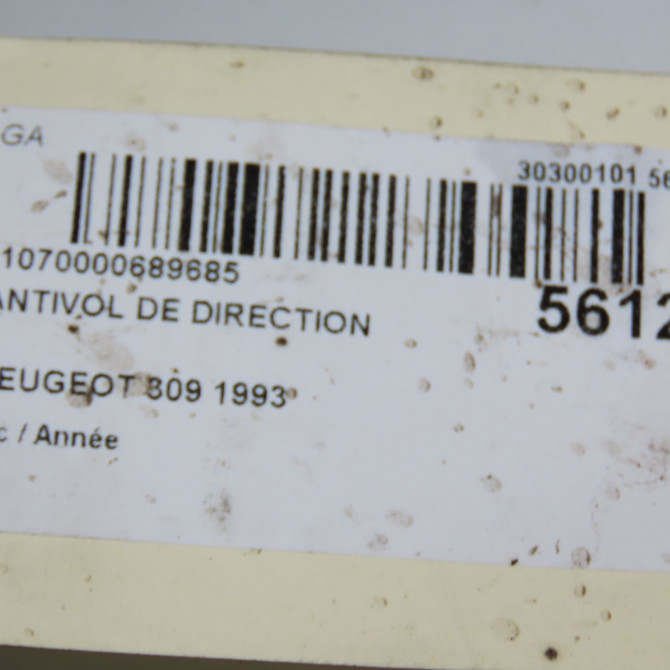 GA
30300101 56
1070000689685
ANTIVOL DE DIRECTION
5612
EUGEOT 309 1993
c / Année